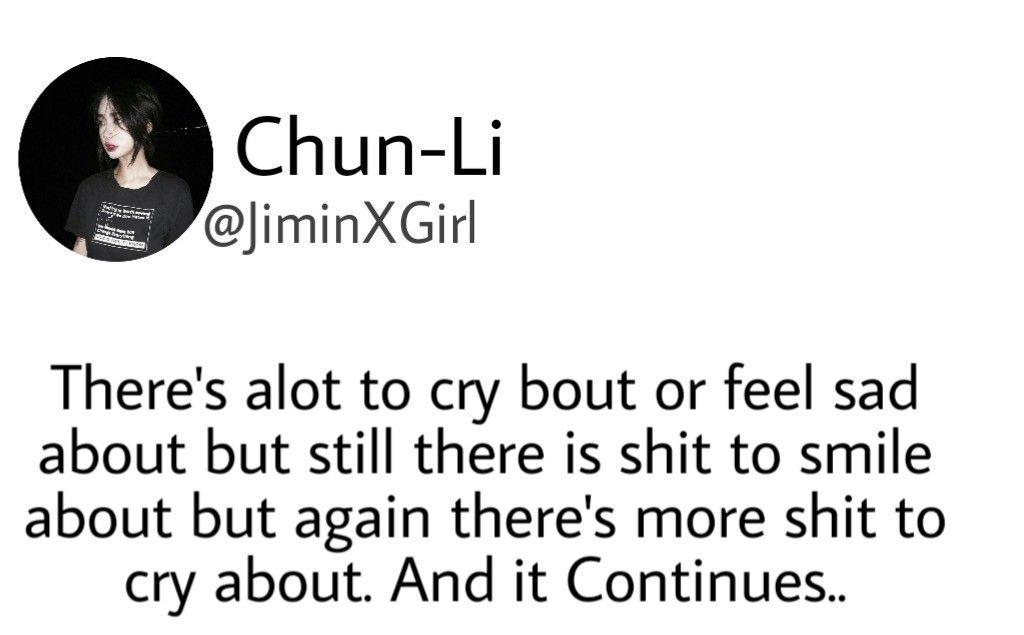 Chun-Li
@JiminXGirl
There's alot to cry bout or feel sad
about but still there is shit to smile
about but again there's more shit to
cry about. And it Continues..